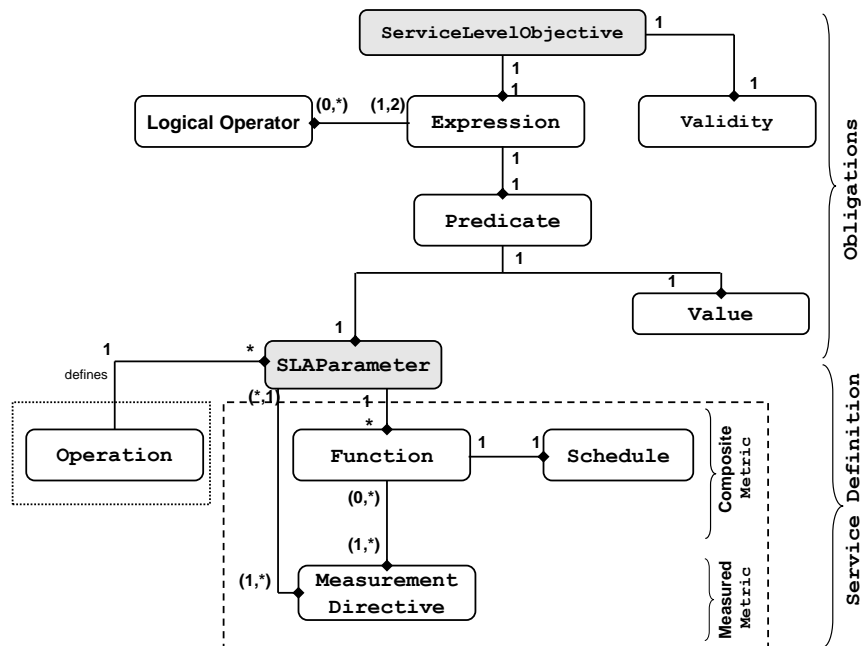 ServiceLevelObjective
1
1
1
1
(0,*)
(1,2)
Logical Operator
Expression
Validity
1
1
Predicate
1
1
Value
1
Obligations
1
*
defines
SLAParameter
(*,1)
1
*
Operation
Function
1
1
Schedule
Composite
Metric
(0,*)
(1,*)
(1,*)
Measurement
Directive
Measured
Metric
Service Definition